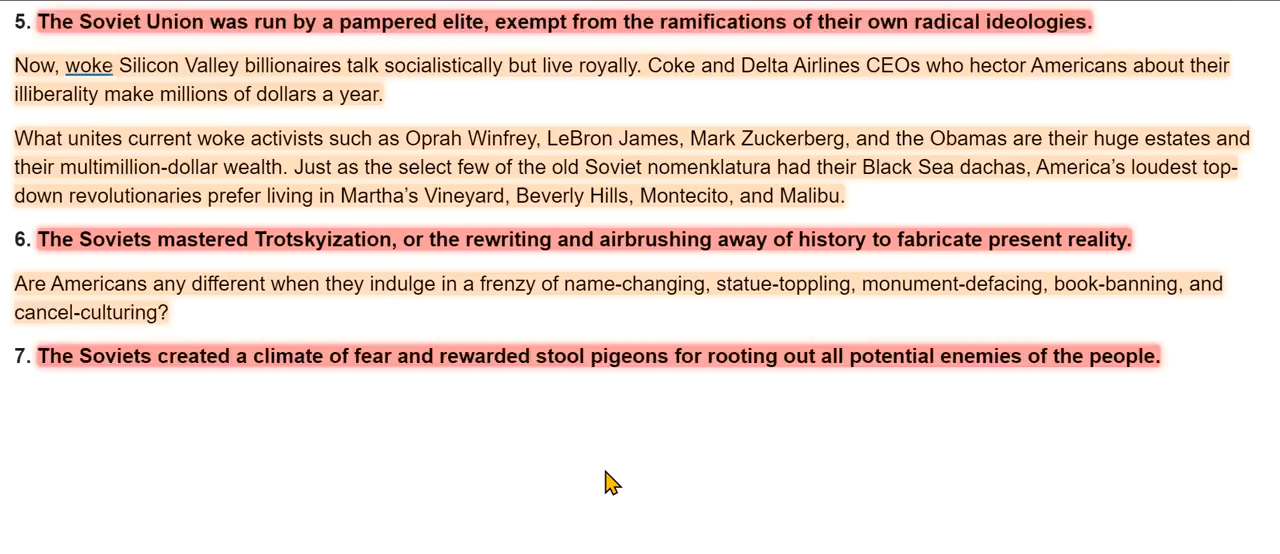 5. The Soviet Union was run by a pampered elite, exempt from the ramifications of their own radical ideologies.
Now, woke Silicon Valley billionaires talk socialistically but live royally. Coke and Delta Airlines CEOs who hector Americans about their
illiberality make millions of dollars a year.
What unites current woke activists such as Oprah Winfrey, LeBron James, Mark Zuckerberg, and the Obamas are their huge estates and
their multimillion-dollar wealth. Just as the select few of the old Soviet nomenklatura had their Black Sea dachas, America’s loudest top-
down revolutionaries prefer living in Martha’s Vineyard, Beverly Hills, Montecito, and Malibu.
6. The Soviets mastered Trotskyization, or the rewriting and airbrushing away of history to fabricate present reality.
Are Americans any different when they indulge in a frenzy of name-changing, statue-toppling, monument-defacing, book-banning, and
cancel-culturing?
7. The Soviets created a climate of fear and rewarded stool pigeons for rooting out all potential enemies of the people.